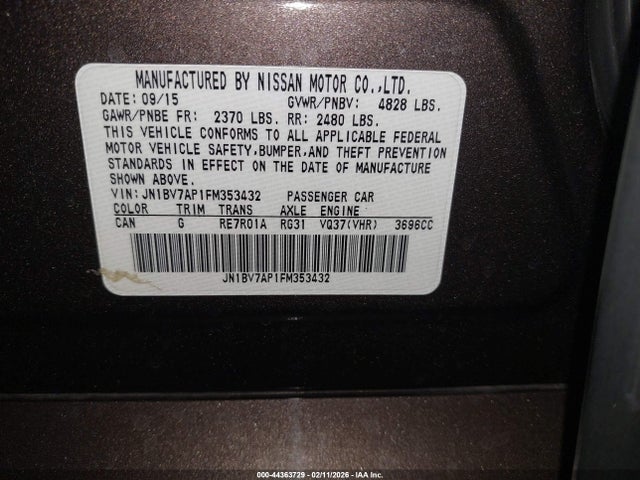 MANUFACTURED BY NISSAN MOTOR CO.,LTD.
DATE: 09/15 GVWR/PNBV: 4828 LBS.
GAWR/PNBE FR: 2370 LBS. RR: 2480 LBS.
THIS VEHICLE CONFORMS TO ALL APPLICABLE FEDERAL
MOTOR VEHICLE SAFETY, BUMPER, AND THEFT PREVENTION
STANDARDS IN EFFECT ON THE DATE OF MANUFACTURE
SHOWN ABOVE.
VIN: JN1BV7AP1FM353432 PASSENGER CAR
COLOR TRIM TRANS AXLE ENGINE
CAN G RE7R01A RG31 VQ37(VHR) 3696CC
JN1BV7AP1FM353432
000-44363729 - 02/11/2026 - IAA Inc.